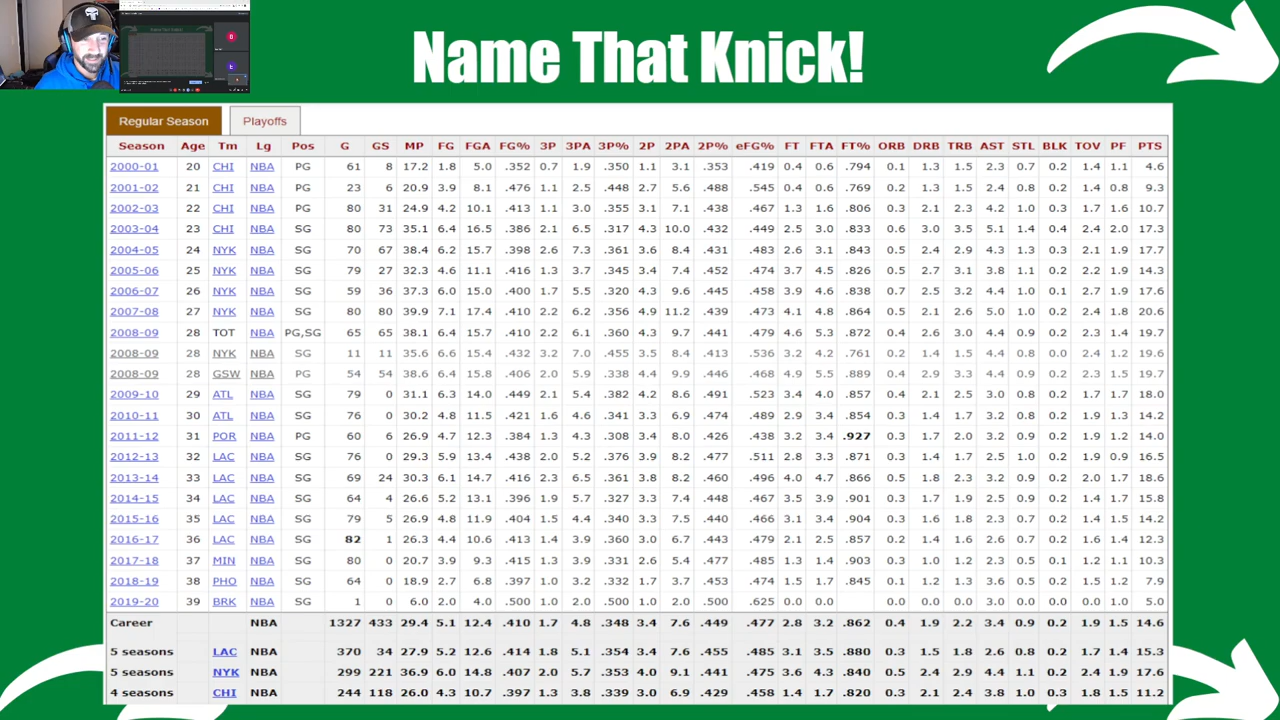 Name That Knick!
Regular Season Playoffs
Season Age Tm Lg Pos G GS MP FG FGA FG% 3P 3PA 3P% 2P 2PA 2P% eFG% FT FTA FT% ORB DRB TRB AST STL BLK TOV PF PTS
2000-01 20 CHI NBA PG 61 8 17.2 1.8 5.0 .352 0.7 1.9 .350 1.1 3.1 .353 .419 0.4 0.6 .794 0.1 1.3 1.5 2.3 0.7 0.2 1.4 1.1 4.6
2001-02 21 CHI NBA PG 23 6 20.9 3.9 8.1 .476 1.1 2.5 .448 2.7 5.6 .488 .545 0.4 0.6 .769 0.2 1.3 1.5 2.4 0.8 0.2 1.4 0.8 9.3
2002-03 22 CHI NBA PG 80 31 24.9 4.2 10.1 .413 1.1 3.0 .355 3.1 7.1 .438 .467 1.3 1.6 .806 0.3 2.1 2.3 4.2 1.0 0.3 1.7 1.6 10.7
2003-04 23 CHI NBA SG 80 73 35.1 6.4 16.5 .386 2.1 6.5 .317 4.3 10.0 .432 .449 2.5 3.0 .833 0.6 3.0 3.5 5.1 1.4 0.4 2.4 2.0 17.3
2004-05 24 NYK NBA SG 70 67 38.4 6.2 15.7 .398 2.6 7.3 .361 3.6 8.4 .431 .483 2.6 3.1 .843 0.5 2.4 2.9 4.3 1.3 0.3 2.1 1.9 17.7
2005-06 25 NYK NBA SG 79 27 32.3 4.6 11.1 .416 1.3 3.7 .345 3.4 7.4 .452 .474 3.7 4.5 .826 0.5 2.7 3.1 3.8 1.1 0.2 2.2 1.9 14.3
2006-07 26 NYK NBA SG 59 36 37.3 6.0 15.0 .400 1.7 5.5 .320 4.3 9.6 .445 .458 3.9 4.6 .838 0.7 2.5 3.2 4.4 1.0 0.1 2.7 1.9 17.6
2007-08 27 NYK NBA SG 80 80 39.9 7.1 17.4 .410 2.2 6.2 .356 4.9 11.2 .439 .473 4.1 4.8 .864 0.5 2.1 2.6 5.0 1.0 0.2 2.4 1.8 20.6
2008-09 28 TOT NBA PG,SG 65 65 38.1 6.4 15.7 .410 2.2 6.1 .360 4.3 9.7 .441 .479 4.6 5.3 .872 0.4 2.6 3.0 4.4 0.9 0.2 2.3 1.4 19.7
2008-09 28 NYK NBA SG 11 11 35.6 6.6 15.4 .432 3.2 7.0 .455 3.5 8.4 .413 .536 3.2 4.2 .761 0.2 1.2 1.4 4.4 0.8 0.0 2.4 1.2 19.6
2008-09 28 GSW NBA PG 54 54 38.6 6.4 15.8 .406 2.0 5.9 .338 4.4 9.9 .446 .468 4.9 5.5 .889 0.4 2.9 3.3 4.4 0.9 0.2 2.3 1.5 19.7
2009-10 29 ATL NBA SG 79 0 31.1 6.3 14.0 .449 2.1 5.4 .382 4.2 8.6 .491 .523 3.4 4.0 .857 0.4 2.1 2.5 3.0 0.8 0.2 1.7 1.7 18.0
2010-11 30 ATL NBA SG 76 0 30.2 4.8 11.5 .421 1.6 4.6 .341 3.3 6.9 .474 .489 2.9 3.4 .854 0.3 1.7 2.0 3.2 0.8 0.2 1.9 1.3 14.2
2011-12 31 POR NBA PG 60 6 26.9 4.7 12.3 .384 1.3 4.3 .308 3.4 8.0 .426 .438 3.2 3.4 .927 0.3 1.7 2.0 3.2 0.9 0.2 1.9 1.2 14.0
2012-13 32 LAC NBA SG 76 0 29.3 5.9 13.4 .438 2.0 5.2 .376 3.9 8.2 .477 .511 2.8 3.3 .871 0.3 1.4 1.7 2.5 1.0 0.2 1.9 0.9 16.5
2013-14 33 LAC NBA SG 69 24 30.3 6.1 14.7 .416 2.3 6.5 .361 3.8 8.2 .460 .496 4.0 4.7 .866 0.5 1.8 2.3 3.2 0.9 0.2 2.0 1.7 18.6
2014-15 34 LAC NBA SG 64 4 26.6 5.2 13.1 .396 1.9 5.7 .327 3.3 7.4 .448 .467 3.5 3.9 .901 0.3 1.7 1.9 2.5 0.9 0.2 1.4 1.7 15.8
2015-16 35 LAC NBA SG 79 5 26.9 4.8 11.9 .404 1.5 4.4 .340 3.3 7.5 .440 .466 3.1 3.4 .904 0.2 1.6 1.8 2.3 0.7 0.2 1.4 1.5 14.2
2016-17 36 LAC NBA SG 82 1 26.3 4.4 10.6 .413 1.4 3.9 .360 3.0 6.7 .443 .479 2.1 2.5 .857 0.2 1.4 1.6 2.6 0.7 0.2 1.6 1.4 12.3
2017-18 37 MIN NBA SG 80 0 20.7 3.9 9.3 .415 1.3 3.9 .331 2.6 5.4 .477 .485 1.3 1.4 .903 0.1 1.2 1.3 2.3 0.5 0.2 1.2 1.1 10.3
2018-19 38 PHO NBA SG 64 0 18.9 2.7 6.8 .397 1.0 3.2 .332 1.7 3.7 .453 .474 1.5 1.7 .845 0.1 1.2 1.3 3.6 0.5 0.2 1.5 1.2 7.9
2019-20 39 BRK NBA SG 1 0 6.0 2.0 4.0 .500 1.0 2.0 .500 1.0 2.0 .500 .625 0.0 0.0 0.0 0.0 0.0 3.0 0.0 0.0 0.0 1.0 5.0
Career NBA 1327 433 29.4 5.1 12.4 .410 1.7 4.8 .348 3.4 7.6 .449 .477 2.8 3.2 .862 0.4 1.9 2.2 3.4 0.9 0.2 1.9 1.5 14.6
5 seasons LAC NBA 370 34 27.9 5.2 12.6 .414 1.8 5.1 .354 3.4 7.6 .455 .485 3.1 3.5 .880 0.3 1.5 1.8 2.6 0.8 0.2 1.7 1.4 15.3
5 seasons NYK NBA 299 221 36.9 6.0 14.8 .407 2.0 5.7 .353 4.0 9.1 .441 .475 3.6 4.3 .840 0.5 2.4 2.9 4.4 1.1 0.2 2.4 1.7 17.6
4 seasons CHI NBA 244 118 26.0 4.3 10.7 .397 1.3 3.8 .339 3.0 6.9 .429 .458 1.4 1.7 .820 0.3 2.1 2.4 3.8 1.0 0.3 1.8 1.5 11.2